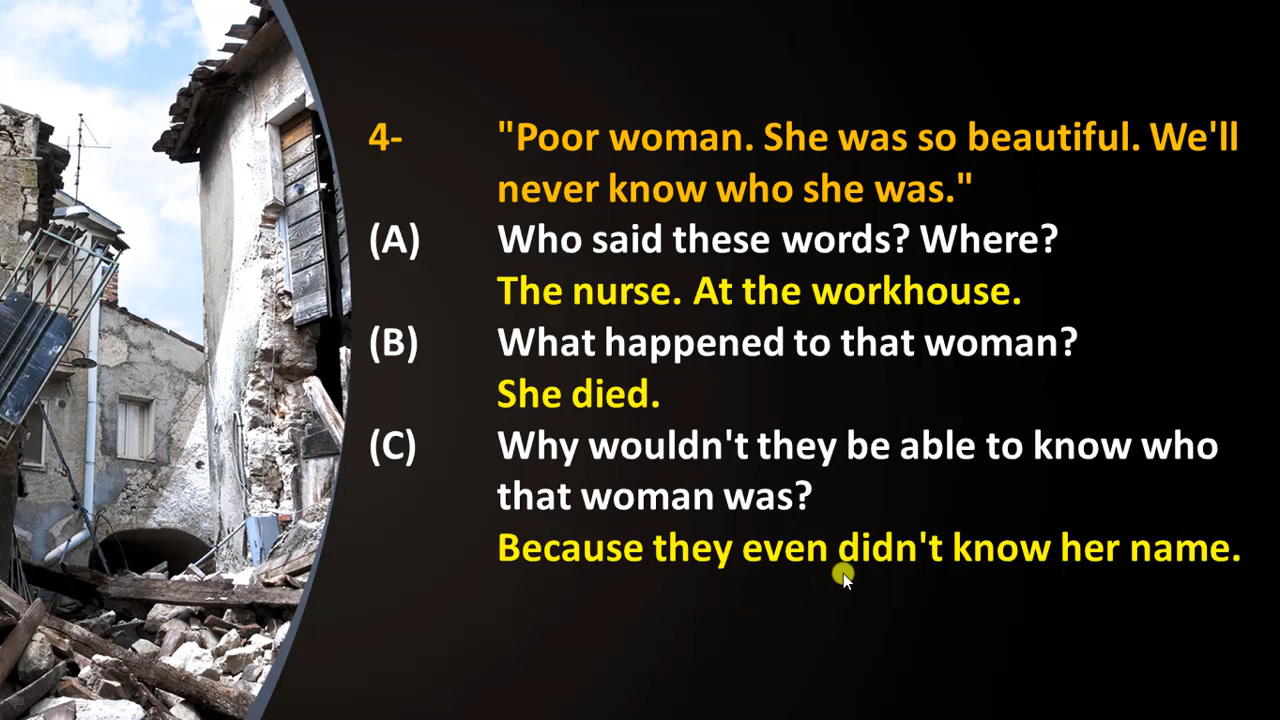 4- "Poor woman. She was so beautiful. We'll
never know who she was."
(A) Who said these words? Where?
The nurse. At the workhouse.
(B) What happened to that woman?
She died.
(C) Why wouldn't they be able to know who
that woman was?
Because they even didn't know her name.